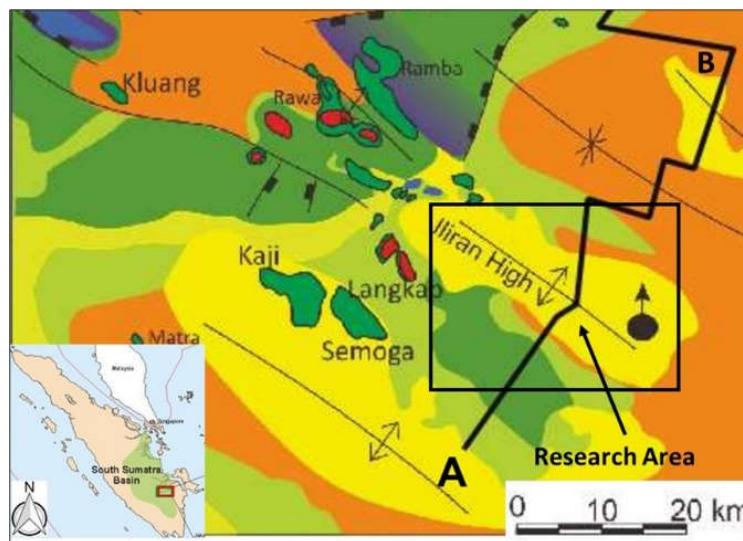 Kluang
Rawa
Ramba
B
Iliran High
Kaji
Langkap
Semoga
Matra
A
Research Area
0 10 20 km
Malaysia
Singapore
South Sumatra
Basin
N